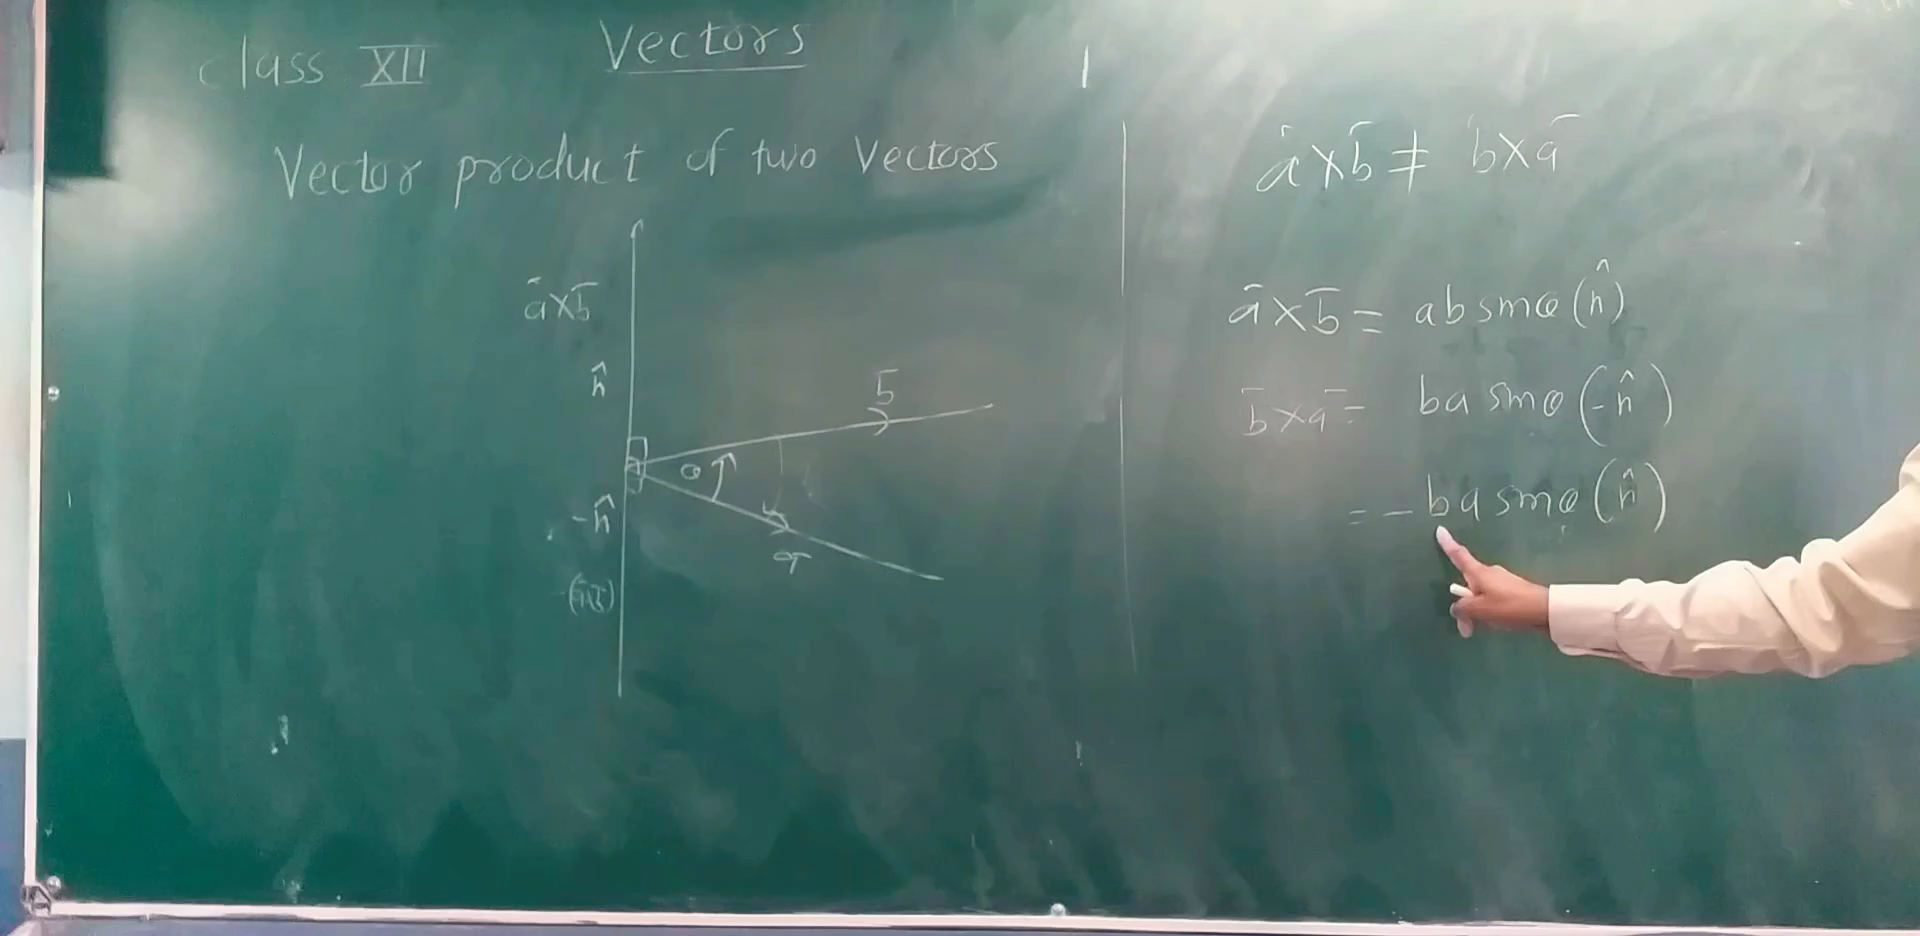 class XII
Vectors
Vector product of two Vectors
a̅×b̅
n̂
b̅
θ
-n̂
a̅
a̅×b̅ ≠ b̅×a̅
a̅×b̅ = ab sinθ (n̂)
b̅×a̅ = ba sinθ (-n̂)
= -ba sinθ (n̂)